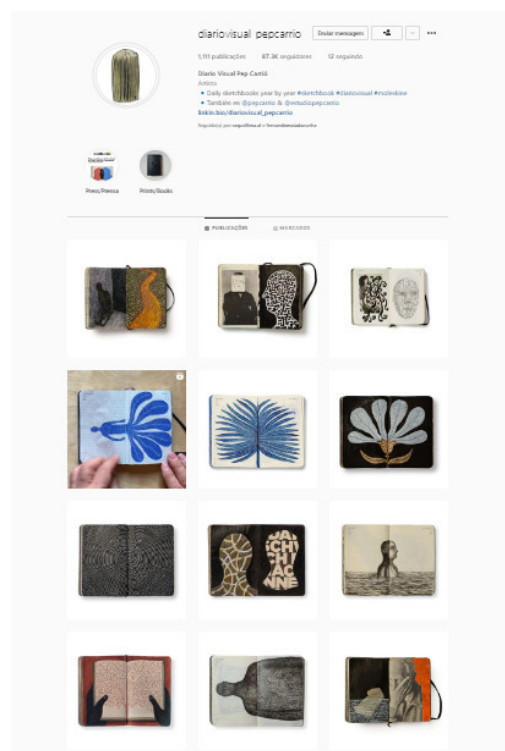 diariovisual_pepcarrio Enviar mensagem
1,111 publicações 87.3K seguidores 12 seguindo
Diario Visual Pep Carrió
Artista
Daily sketchbooks year by year #sketchbook #diariovisual #moleskine
También en @pepcarrio & @estudiopepcarrio
linkin.bio/diariovisual_pepcarrio
Press/Prensa Prints/Books
PUBLICAÇÕES MARCADOS